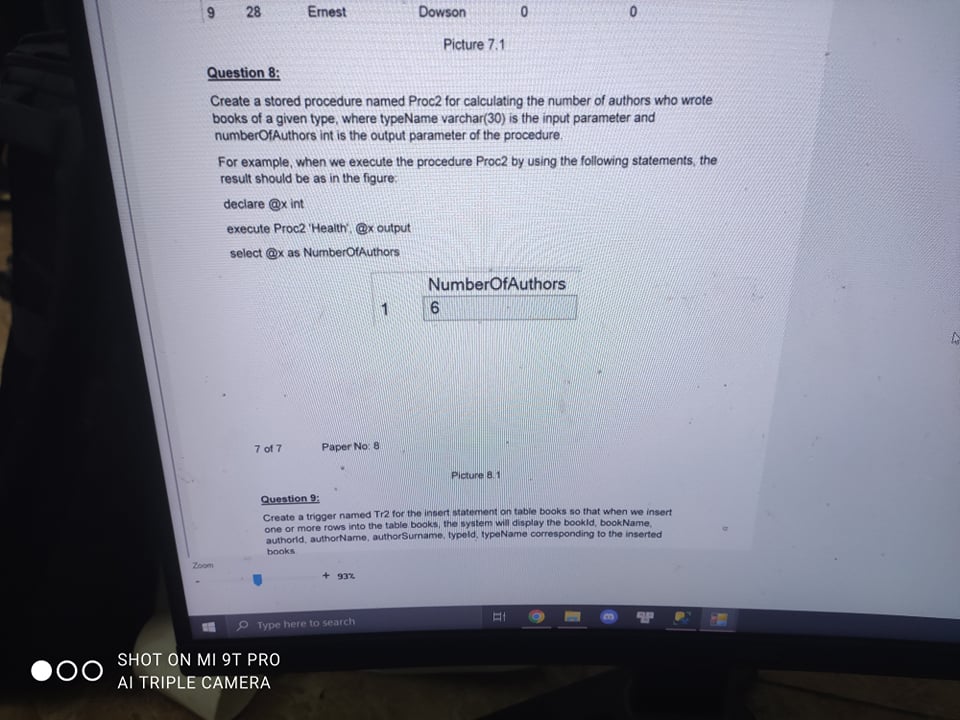 9 28 Ernest Dowson 0 0
Picture 7.1
Question 8:
Create a stored procedure named Proc2 for calculating the number of authors who wrote
books of a given type, where typeName varchar(30) is the input parameter and
numberOfAuthors int is the output parameter of the procedure.
For example, when we execute the procedure Proc2 by using the following statements, the
result should be as in the figure:
declare @x int
execute Proc2 'Health', @x output
select @x as NumberOfAuthors
NumberOfAuthors
1 6
7 of 7 Paper No: 8
Picture 8.1
Question 9:
Create a trigger named Tr2 for the insert statement on table books so that when we insert
one or more rows into the table books, the system will display the bookId, bookName,
authorId, authorName, authorSurname, typeId, typeName corresponding to the inserted
books
Zoom
- + 93%
Type here to search
SHOT ON MI 9T PRO
AI TRIPLE CAMERA